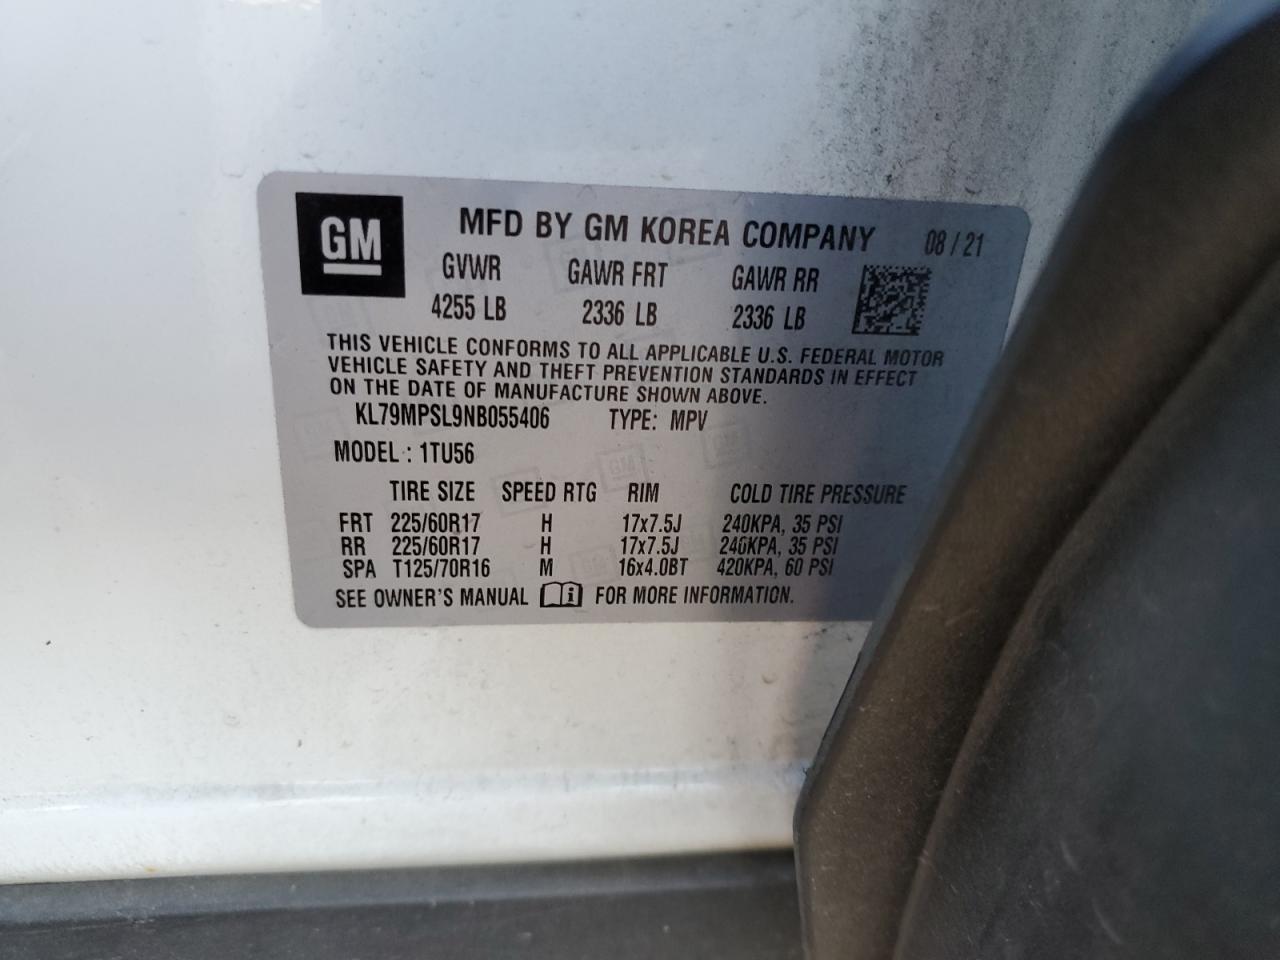 GM
MFD BY GM KOREA COMPANY 08 / 21
GVWR GAWR FRT GAWR RR
4255 LB 2336 LB 2336 LB
THIS VEHICLE CONFORMS TO ALL APPLICABLE U.S. FEDERAL MOTOR
VEHICLE SAFETY AND THEFT PREVENTION STANDARDS IN EFFECT
ON THE DATE OF MANUFACTURE SHOWN ABOVE.
KL79MPSL9NB055406 TYPE: MPV
MODEL : 1TU56
TIRE SIZE SPEED RTG RIM COLD TIRE PRESSURE
FRT 225/60R17 H 17x7.5J 240KPA, 35 PSI
RR 225/60R17 H 17x7.5J 240KPA, 35 PSI
SPA T125/70R16 M 16x4.0BT 420KPA, 60 PSI
SEE OWNER'S MANUAL i FOR MORE INFORMATION.